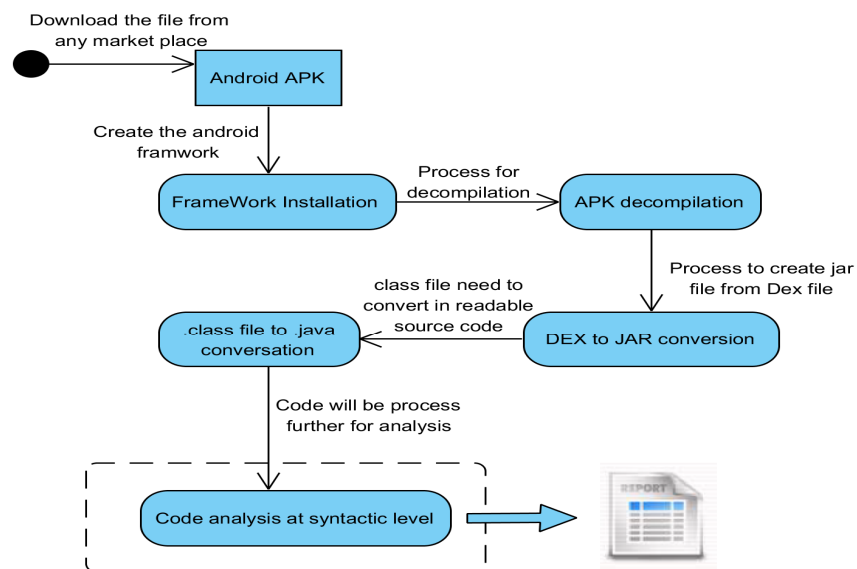 Download the file from
any market place
Android APK
Create the android
framwork
FrameWork Installation
Process for
decompilation
APK decompilation
Process to create jar
file from Dex file
DEX to JAR conversion
class file need to
convert in readable
source code
.class file to .java
conversation
Code will be process
further for analysis
Code analysis at syntactic level
REPORT